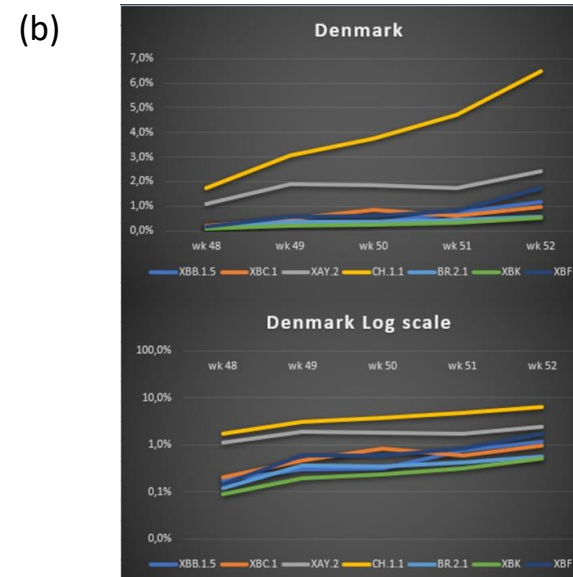 (b)
Denmark
7,0%
6,0%
5,0%
4,0%
3,0%
2,0%
1,0%
0,0%
wk 48 wk 49 wk 50 wk 51 wk 52
XBB.1.5 XBC.1 XAY.2 CH.1.1 BR.2.1 XBK XBF
Denmark Log scale
100,0%
wk 48 wk 49 wk 50 wk 51 wk 52
10,0%
1,0%
0,1%
0,0%
XBB.1.5 XBC.1 XAY.2 CH.1.1 BR.2.1 XBK XBF